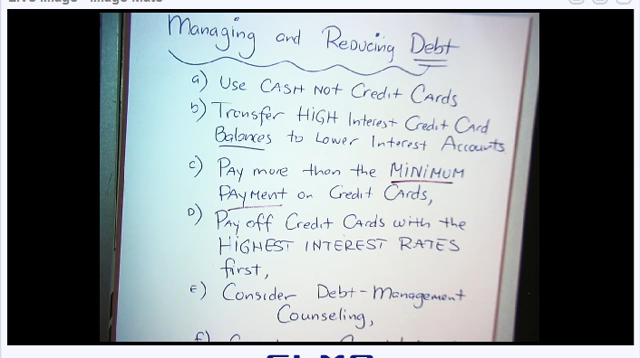 Managing and Reducing Debt
a) Use CASH NOT Credit Cards
b) Transfer HIGH Interest Credit Card
Balances to Lower Interest Accounts
c) Pay more than the MINIMUM
PAYMENT on Credit Cards,
D) Pay off Credit Cards with the
HIGHEST INTEREST RATES
first,
E) Consider Debt-Management
Counseling,